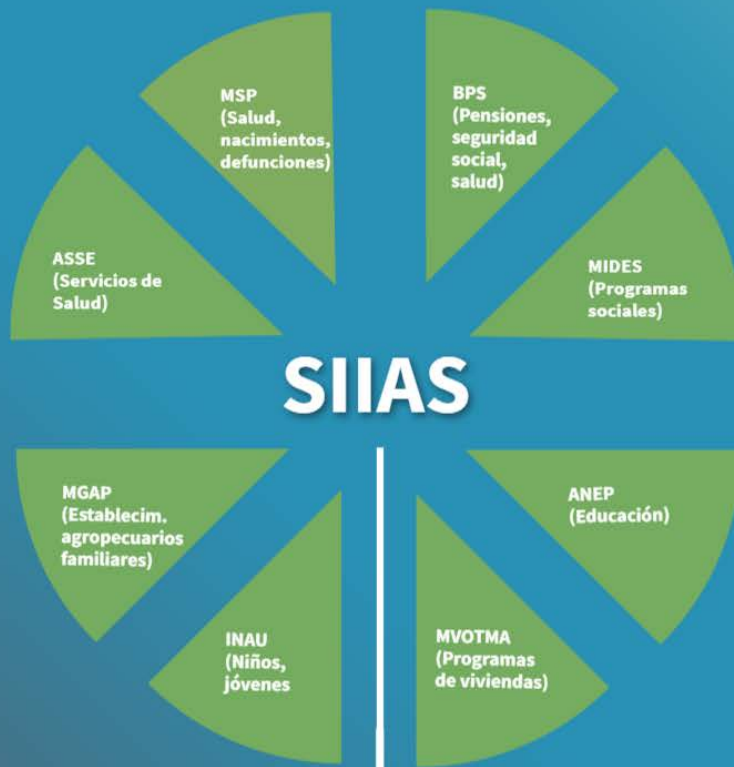 MSP
(Salud,
nacimientos,
defunciones)
BPS
(Pensiones,
seguridad
social,
salud)
ASSE
(Servicios de
Salud)
MIDES
(Programas
sociales)
SIIAS
MGAP
(Establecim.
agropecuarios
familiares)
ANEP
(Educación)
INAU
(Niños,
jóvenes
MVOTMA
(Programas
de viviendas)